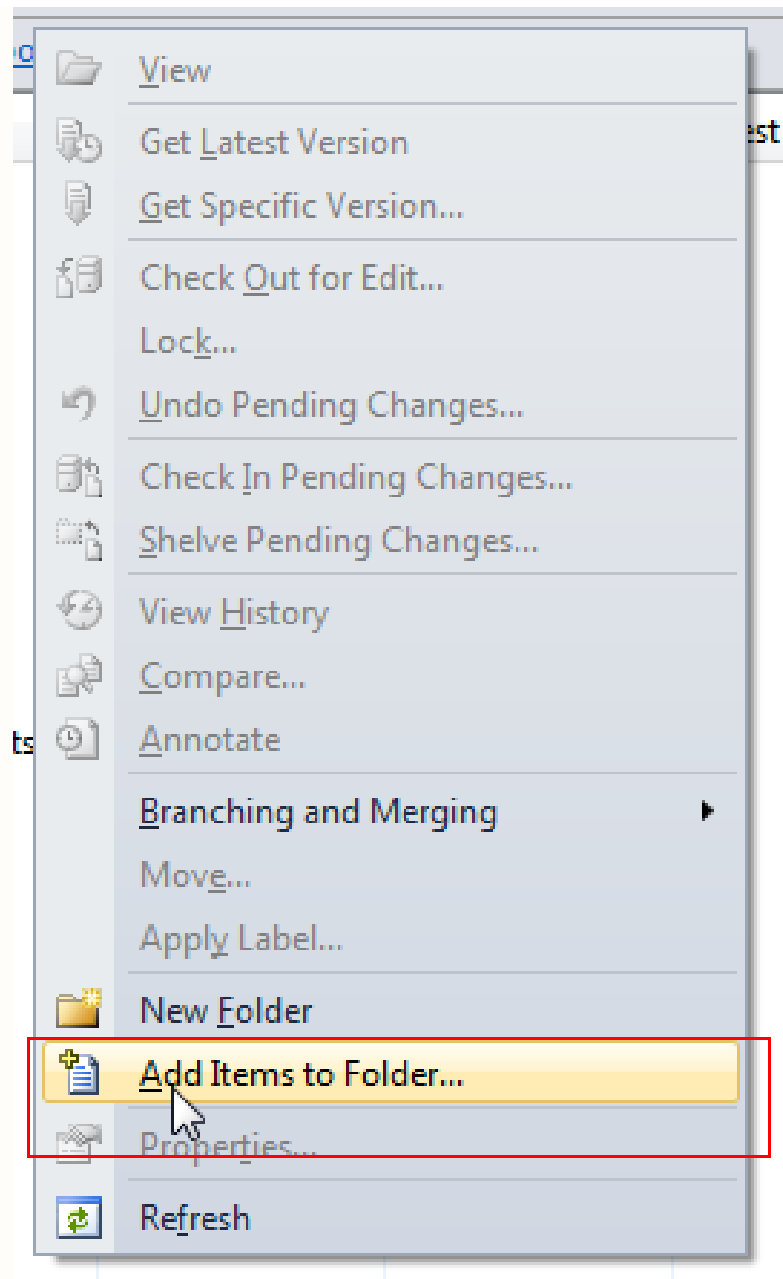 View
Get Latest Version
Get Specific Version...
Check Out for Edit...
Lock...
Undo Pending Changes...
Check In Pending Changes...
Shelve Pending Changes...
View History
Compare...
Annotate
Branching and Merging
Move...
Apply Label...
New Folder
Add Items to Folder...
Properties...
Refresh